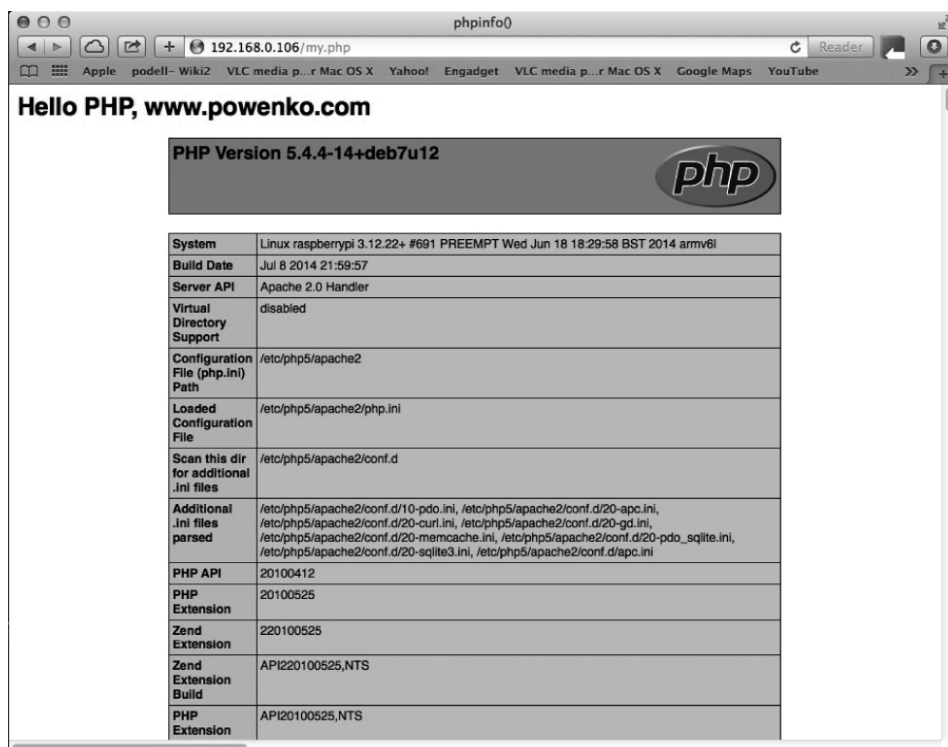 phpinfo()
192.168.0.106/my.php
Reader
Apple podell- Wiki2 VLC media p...r Mac OS X Yahoo! Engadget VLC media p...r Mac OS X Google Maps YouTube >>
Hello PHP, www.powenko.com
PHP Version 5.4.4-14+deb7u12
php
System Linux raspberrypi 3.12.22+ #691 PREEMPT Wed Jun 18 18:29:58 BST 2014 armv6l
Build Date Jul 8 2014 21:59:57
Server API Apache 2.0 Handler
Virtual Directory Support disabled
Configuration File (php.ini) Path /etc/php5/apache2
Loaded Configuration File /etc/php5/apache2/php.ini
Scan this dir for additional .ini files /etc/php5/apache2/conf.d
Additional .ini files parsed /etc/php5/apache2/conf.d/10-pdo.ini, /etc/php5/apache2/conf.d/20-apc.ini,
/etc/php5/apache2/conf.d/20-curl.ini, /etc/php5/apache2/conf.d/20-gd.ini,
/etc/php5/apache2/conf.d/20-memcache.ini, /etc/php5/apache2/conf.d/20-pdo_sqlite.ini,
/etc/php5/apache2/conf.d/20-sqlite3.ini, /etc/php5/apache2/conf.d/apc.ini
PHP API 20100412
PHP Extension 20100525
Zend Extension 220100525
Zend Extension Build API220100525,NTS
PHP Extension API20100525,NTS